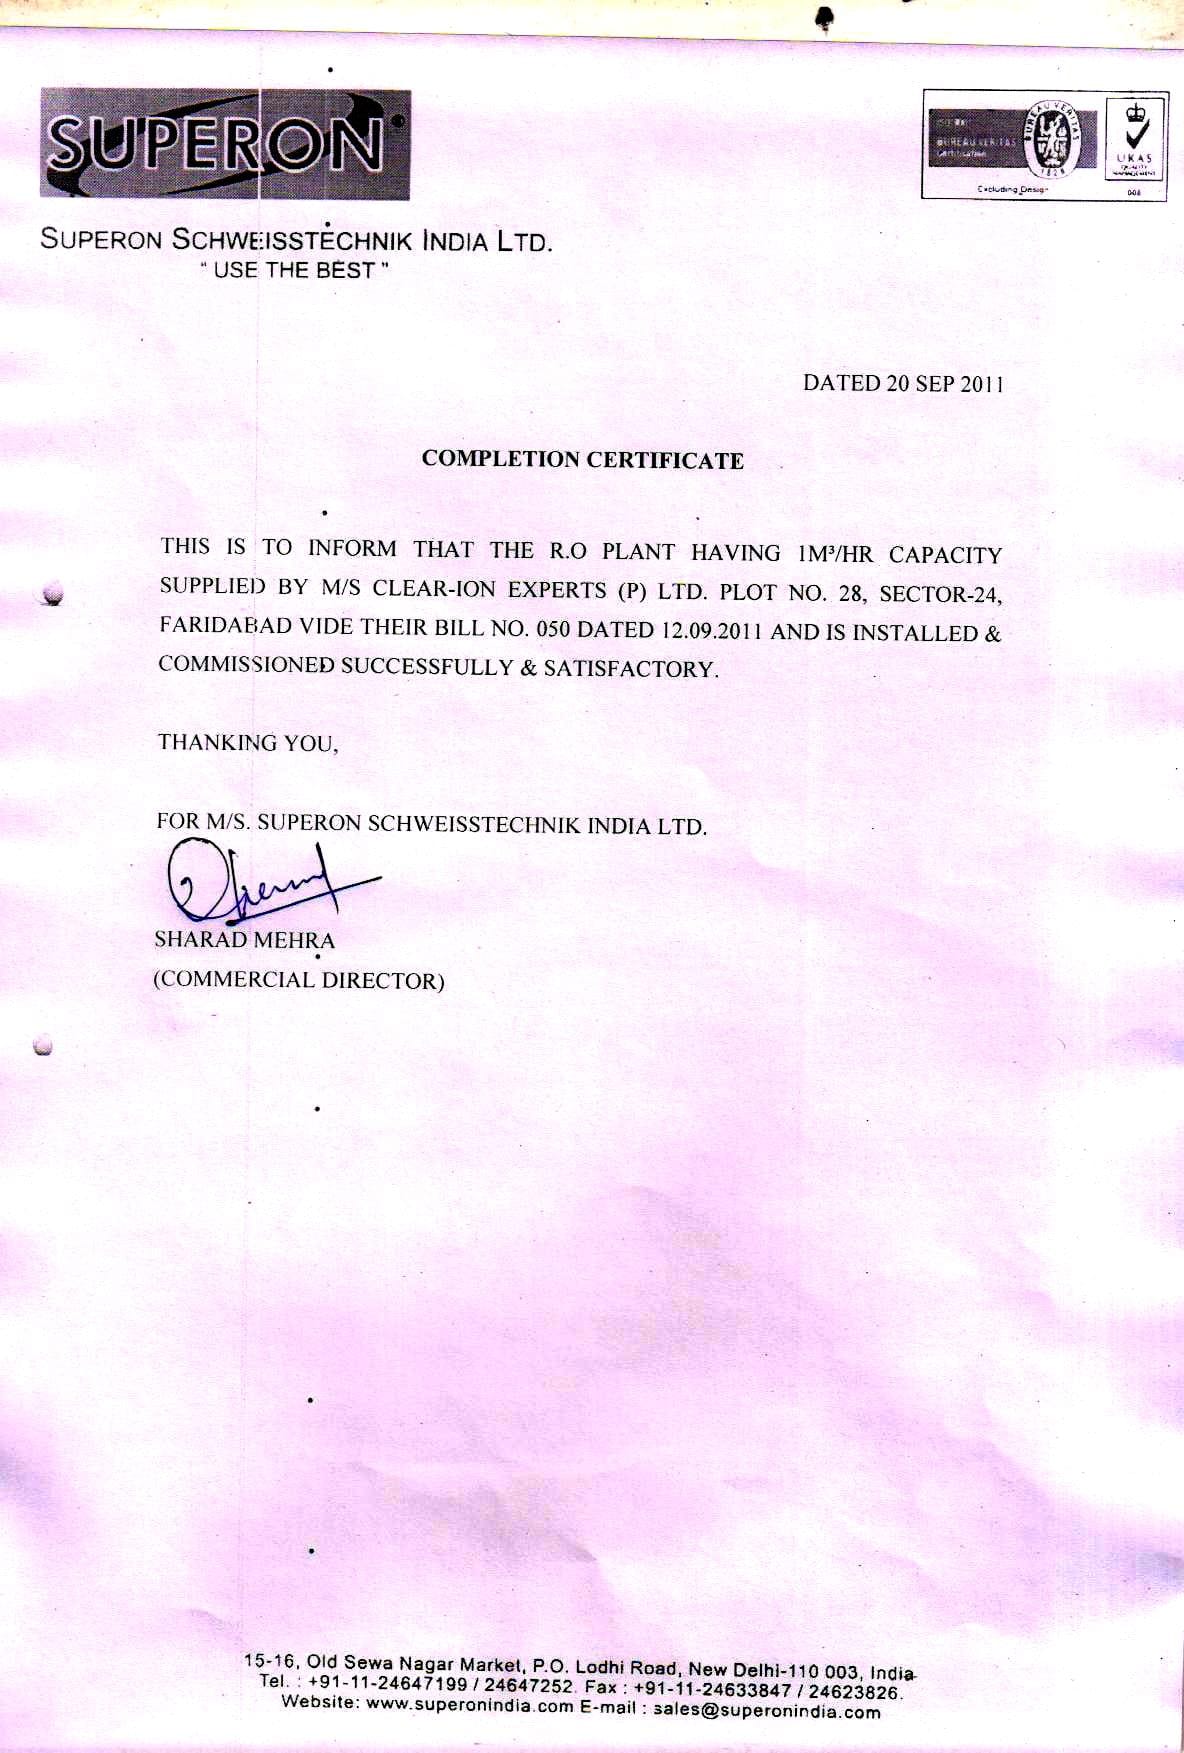 SUPERON
BUREAU VERITAS
Certification
BUREAU VERITAS
1828
UKAS
QUALITY
MANAGEMENT
Excluding Design
008
SUPERON SCHWEISSTECHNIK INDIA LTD.
“ USE THE BEST ”
DATED 20 SEP 2011
COMPLETION CERTIFICATE
THIS IS TO INFORM THAT THE R.O PLANT HAVING 1M³/HR CAPACITY
SUPPLIED BY M/S CLEAR-ION EXPERTS (P) LTD. PLOT NO. 28, SECTOR-24,
FARIDABAD VIDE THEIR BILL NO. 050 DATED 12.09.2011 AND IS INSTALLED &
COMMISSIONED SUCCESSFULLY & SATISFACTORY.
THANKING YOU,
FOR M/S. SUPERON SCHWEISSTECHNIK INDIA LTD.
SHARAD MEHRA
(COMMERCIAL DIRECTOR)
15-16, Old Sewa Nagar Market, P.O. Lodhi Road, New Delhi-110 003, India
Tel. : +91-11-24647199 / 24647252. Fax : +91-11-24633847 / 24623826.
Website: www.superonindia.com E-mail : sales@superonindia.com